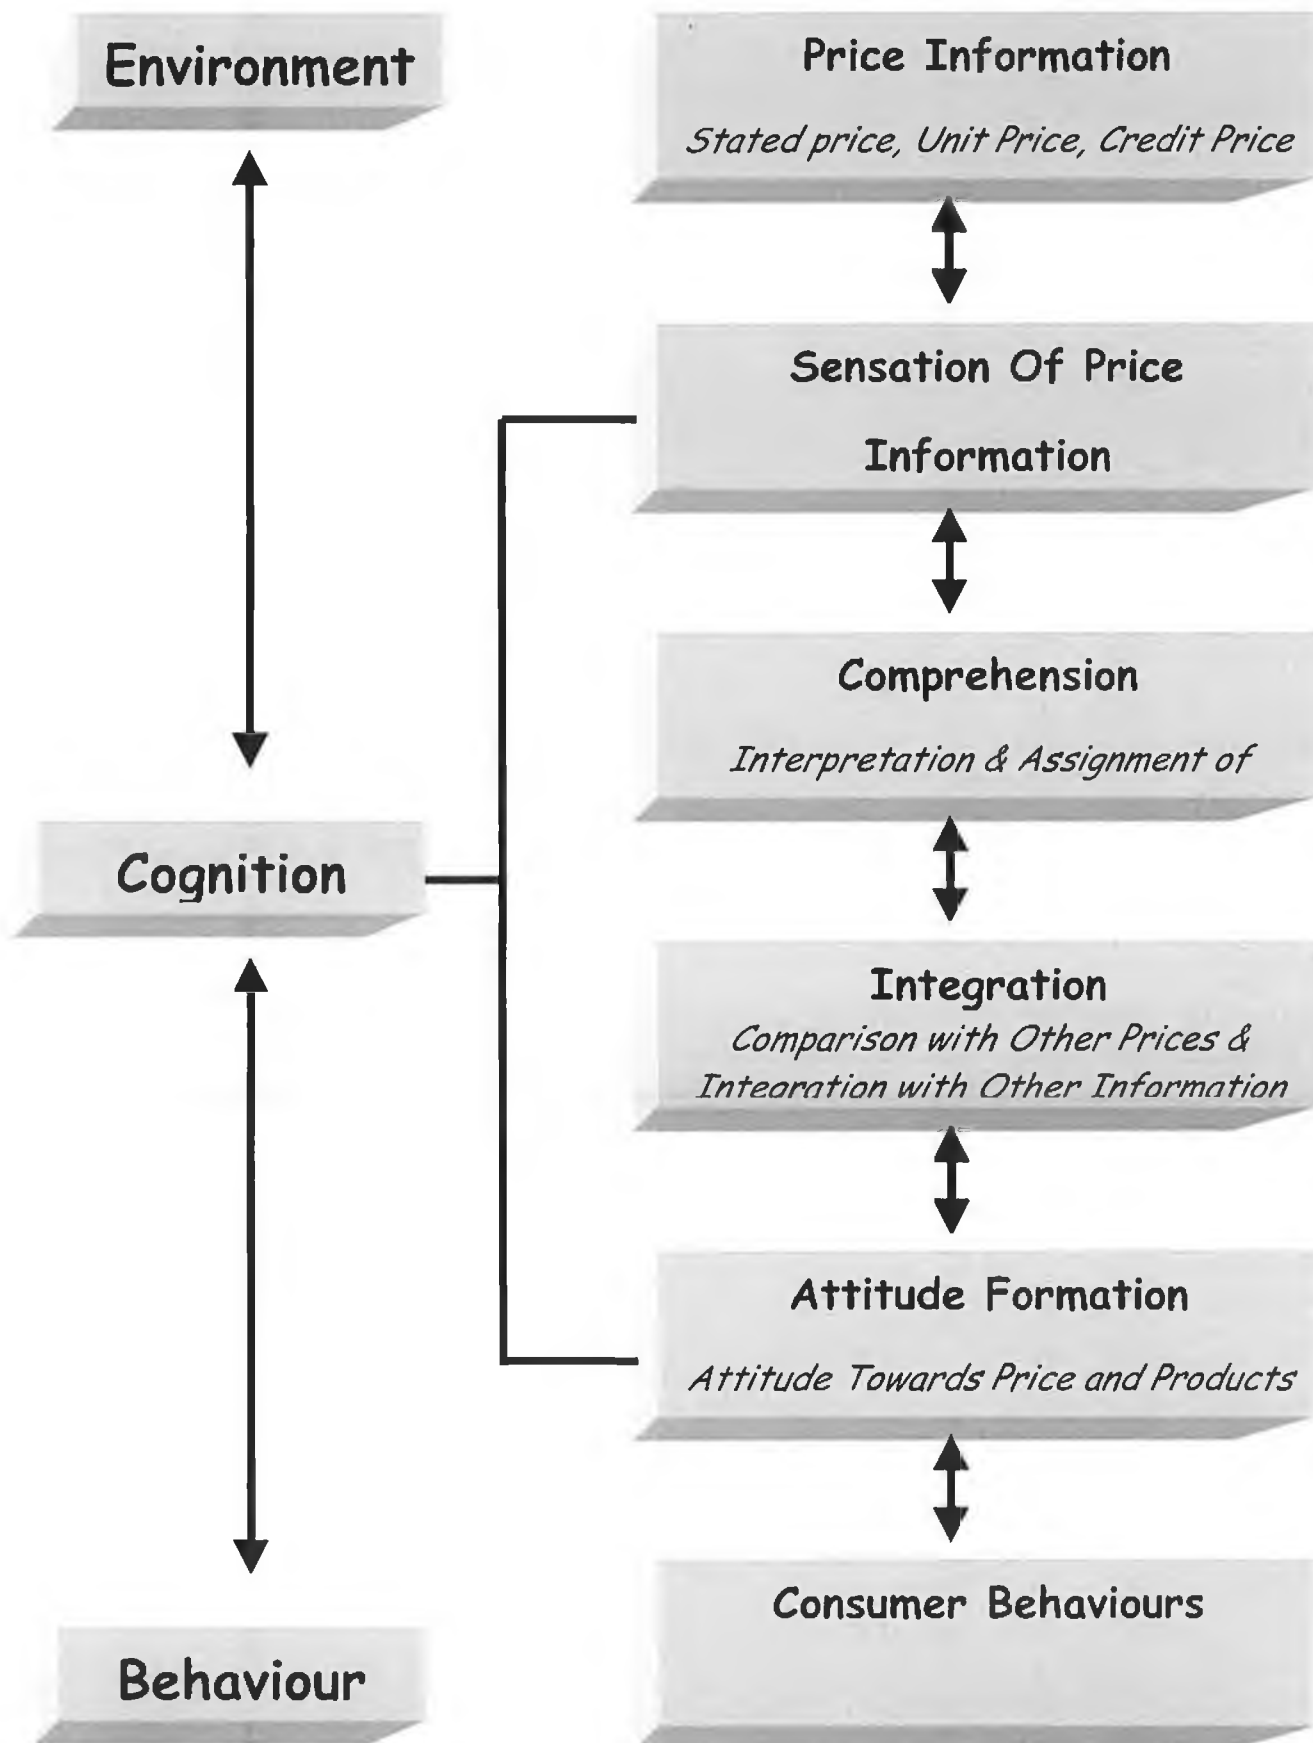 Environment
Cognition
Behaviour
Price Information
Stated price, Unit Price, Credit Price
Sensation Of Price
Information
Comprehension
Interpretation & Assignment of
Integration
Comparison with Other Prices &
Integration with Other Information
Attitude Formation
Attitude Towards Price and Products
Consumer Behaviours